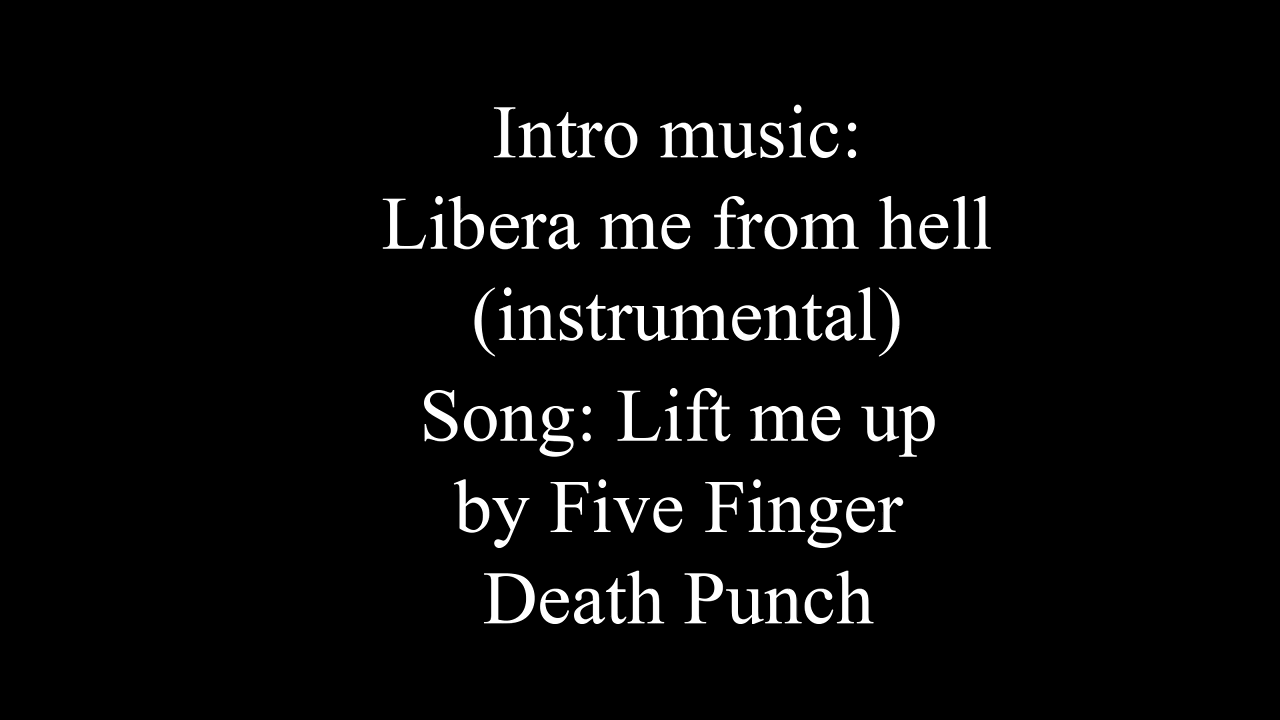 Intro music:
Libera me from hell
(instrumental)
Song: Lift me up
by Five Finger
Death Punch